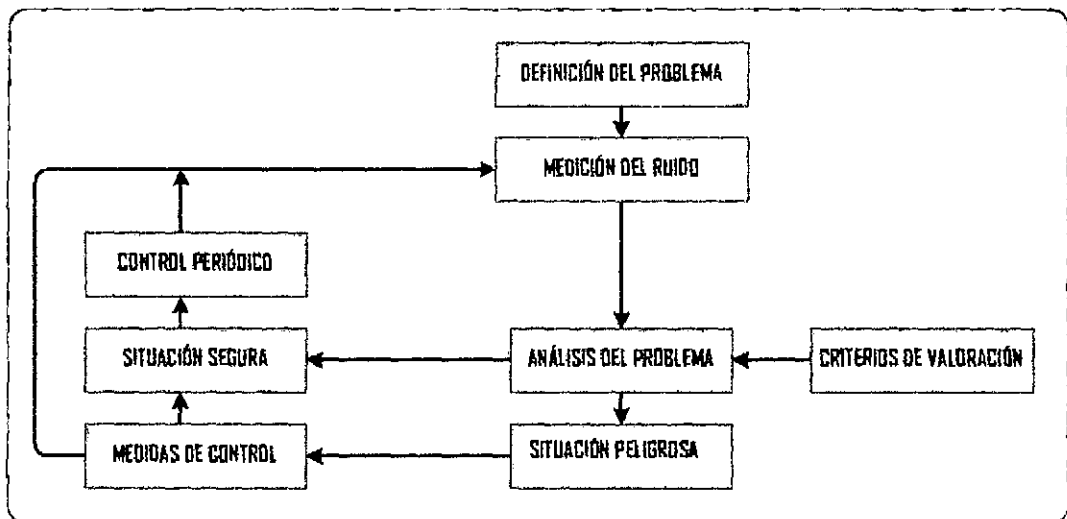 DEFINICIÓN DEL PROBLEMA
MEDICIÓN DEL RUIDO
CONTROL PERIÓDICO
SITUACIÓN SEGURA
ANÁLISIS DEL PROBLEMA
CRITERIOS DE VALORACIÓN
MEDIDAS DE CONTROL
SITUACIÓN PELIGROSA